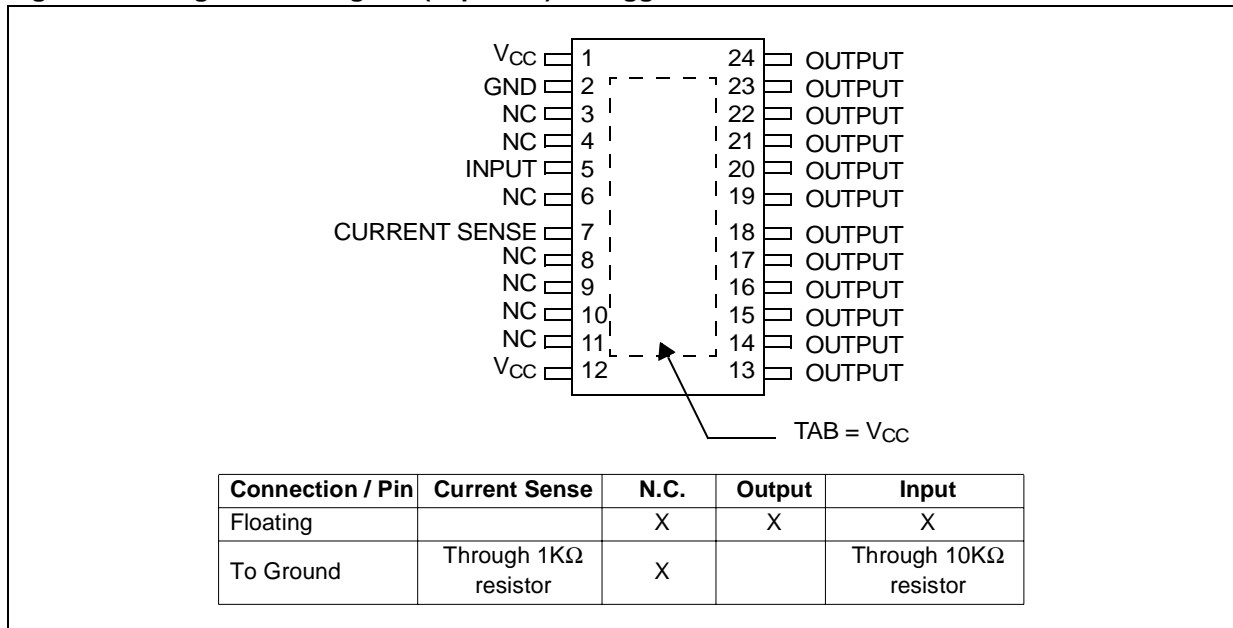 V_CC 1 24 OUTPUT
GND 2 23 OUTPUT
NC 3 22 OUTPUT
NC 4 21 OUTPUT
INPUT 5 20 OUTPUT
NC 6 19 OUTPUT
CURRENT SENSE 7 18 OUTPUT
NC 8 17 OUTPUT
NC 9 16 OUTPUT
NC 10 15 OUTPUT
NC 11 14 OUTPUT
V_CC 12 13 OUTPUT
TAB = V_CC
Connection / Pin Current Sense N.C. Output Input
Floating X X X
To Ground Through 1KΩ resistor X Through 10KΩ resistor